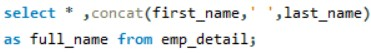 select * ,concat(first_name,' ',last_name)
as full_name from emp_detail;